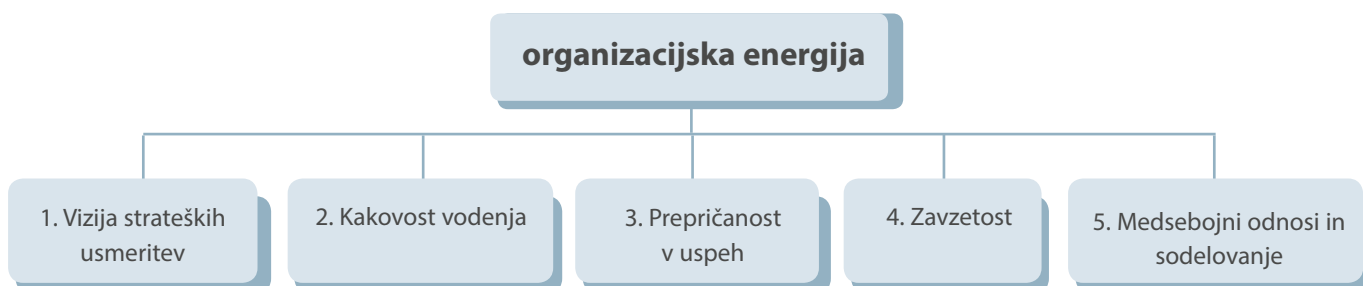 organizacijska energija
1. Vizija strateških
usmeritev
2. Kakovost vodenja
3. Prepričanost
v uspeh
4. Zavzetost
5. Medsebojni odnosi in
sodelovanje